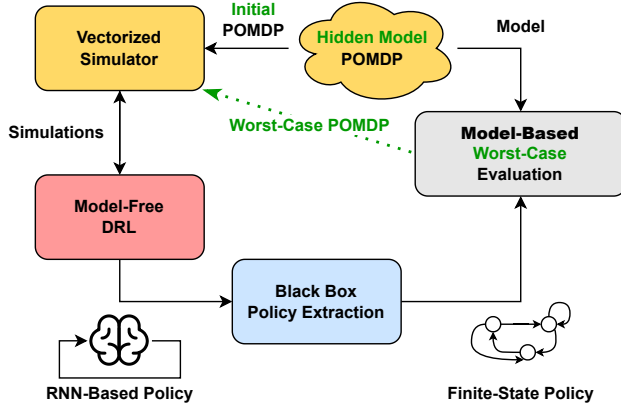 Vectorized
Simulator
Initial
POMDP
Hidden Model
POMDP
Model
Simulations
Worst-Case POMDP
Model-Based
Worst-Case
Evaluation
Model-Free
DRL
Black Box
Policy Extraction
RNN-Based Policy
Finite-State Policy